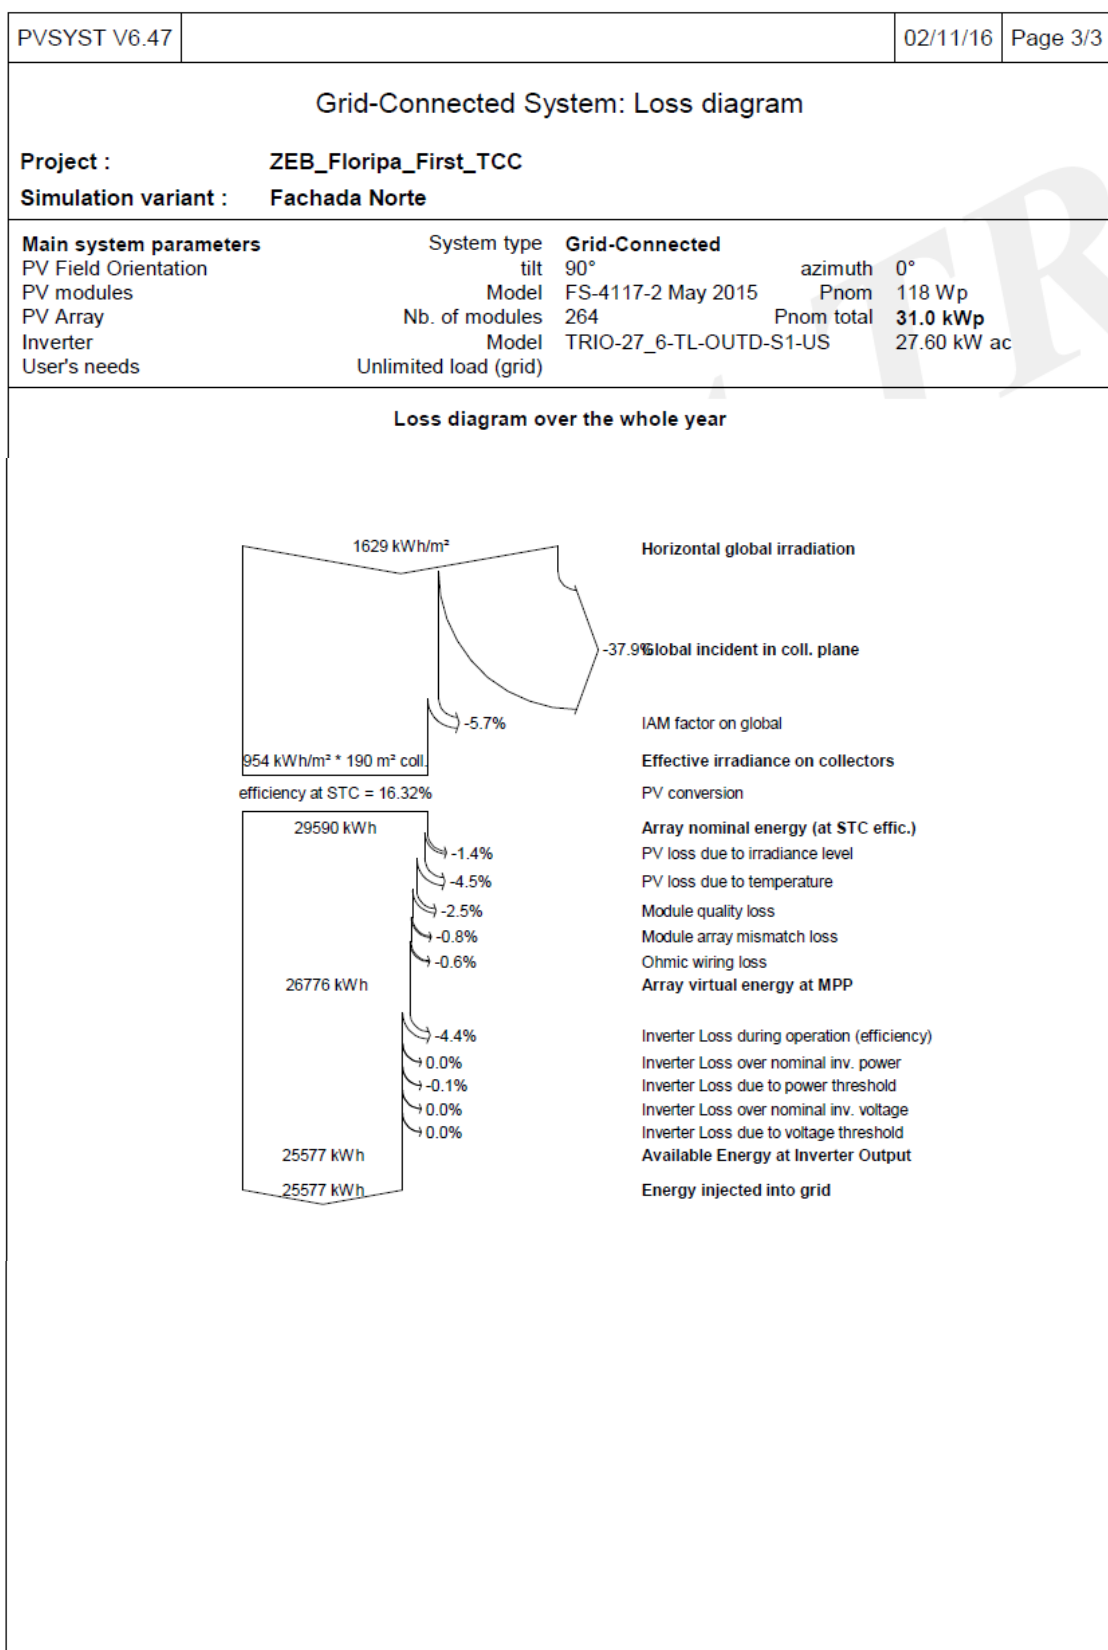 PVSYST V6.47 02/11/16 Page 3/3
Grid-Connected System: Loss diagram
Project : ZEB_Floripa_First_TCC
Simulation variant : Fachada Norte
Main system parameters System type Grid-Connected
PV Field Orientation tilt 90° azimuth 0°
PV modules Model FS-4117-2 May 2015 Pnom 118 Wp
PV Array Nb. of modules 264 Pnom total 31.0 kWp
Inverter Model TRIO-27_6-TL-OUTD-S1-US 27.60 kW ac
User's needs Unlimited load (grid)
Loss diagram over the whole year
1629 kWh/m² Horizontal global irradiation
-37.9% Global incident in coll. plane
-5.7% IAM factor on global
954 kWh/m² * 190 m² coll. Effective irradiance on collectors
efficiency at STC = 16.32% PV conversion
29590 kWh Array nominal energy (at STC effic.)
-1.4% PV loss due to irradiance level
-4.5% PV loss due to temperature
-2.5% Module quality loss
-0.8% Module array mismatch loss
-0.6% Ohmic wiring loss
26776 kWh Array virtual energy at MPP
-4.4% Inverter Loss during operation (efficiency)
0.0% Inverter Loss over nominal inv. power
-0.1% Inverter Loss due to power threshold
0.0% Inverter Loss over nominal inv. voltage
0.0% Inverter Loss due to voltage threshold
25577 kWh Available Energy at Inverter Output
25577 kWh Energy injected into grid
TR